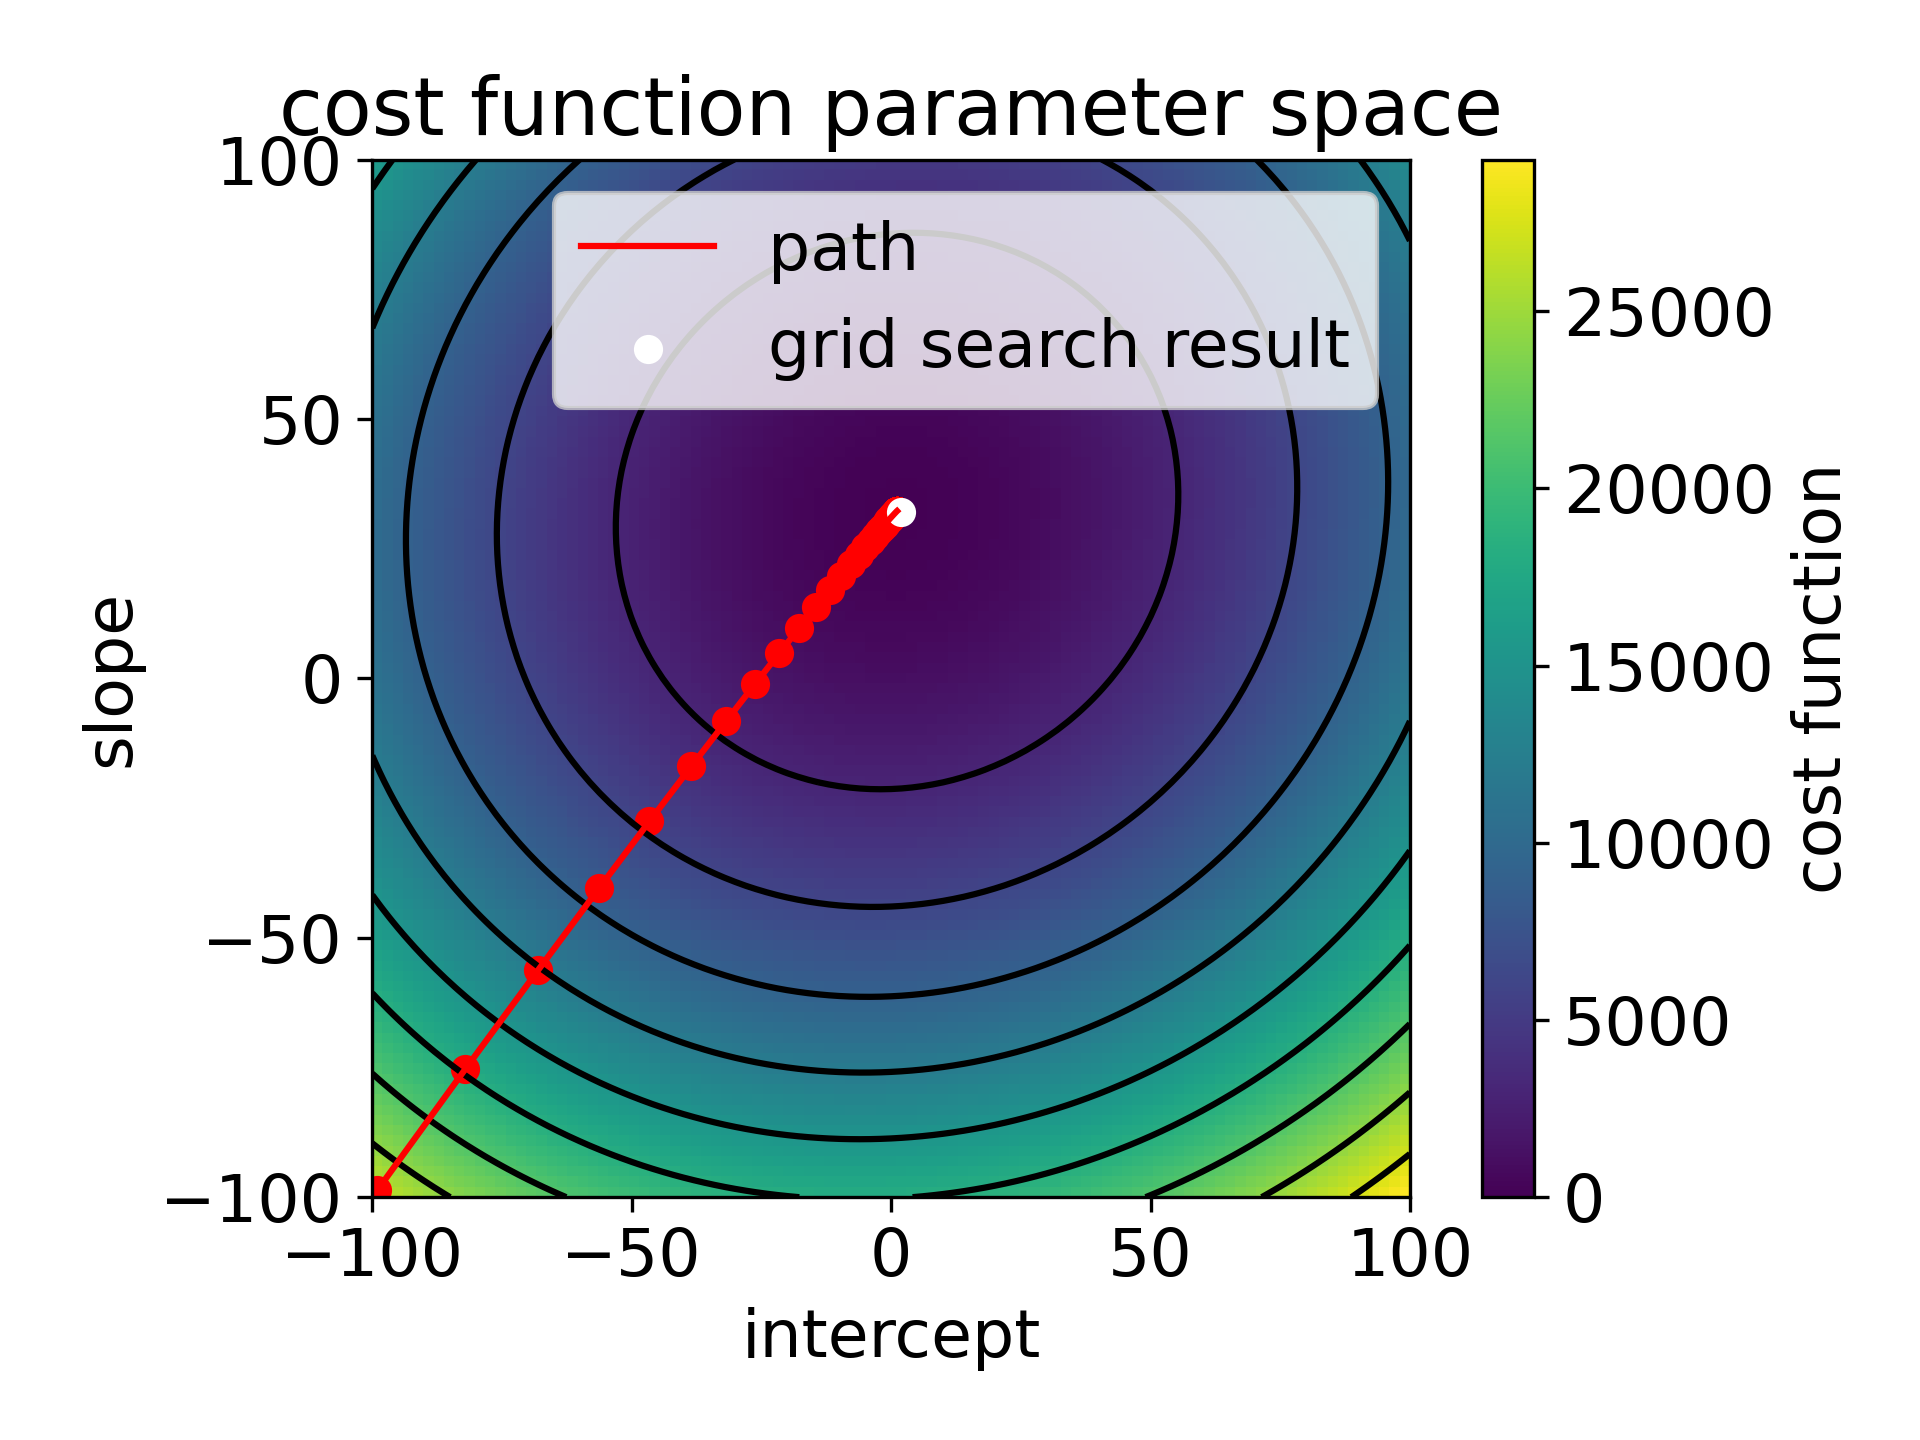 cost function parameter space
path
grid search result
100
50
0
−50
−100
slope
−100
−50
0
50
100
intercept
25000
20000
15000
10000
5000
0
cost function